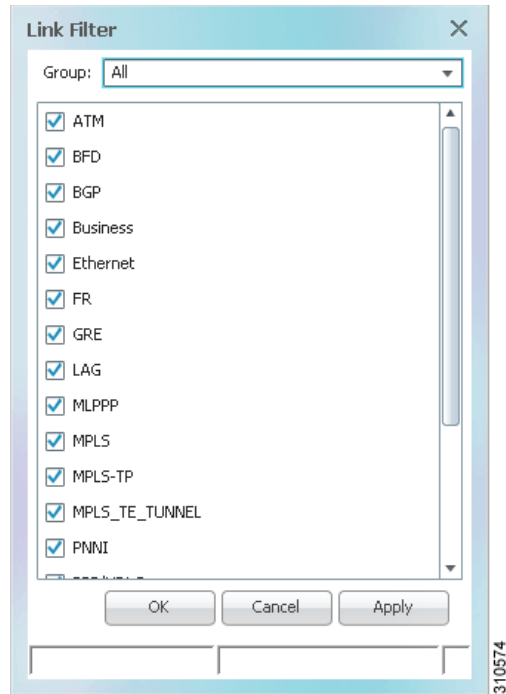 Link Filter
Group: All
ATM
BFD
BGP
Business
Ethernet
FR
GRE
LAG
MLPPP
MPLS
MPLS-TP
MPLS_TE_TUNNEL
PNNI
OK Cancel Apply
310574